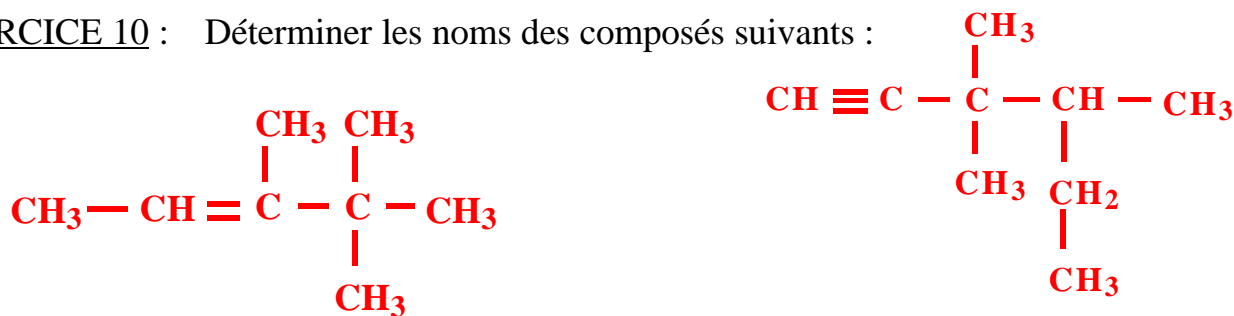 RCICE 10 : Déterminer les noms des composés suivants :
CH3
CH ≡ C — C — CH — CH3
CH3 CH2
CH3
CH3 CH3
CH3 — CH = C — C — CH3
CH3